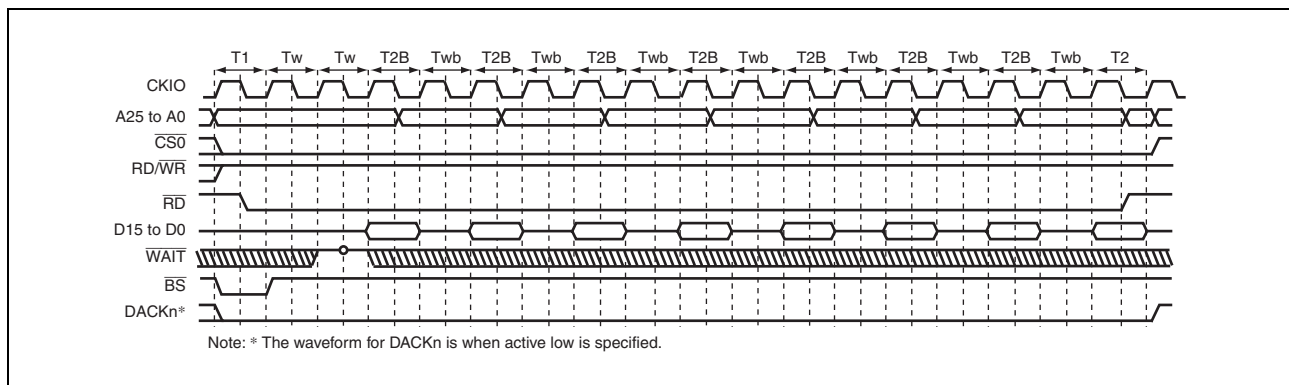 T1 Tw Tw T2B Twb T2B Twb T2B Twb T2B Twb T2B Twb T2B Twb T2B Twb T2
CKIO
A25 to A0
CS0
RD/WR
RD
D15 to D0
WAIT
BS
DACKn*
Note: * The waveform for DACKn is when active low is specified.